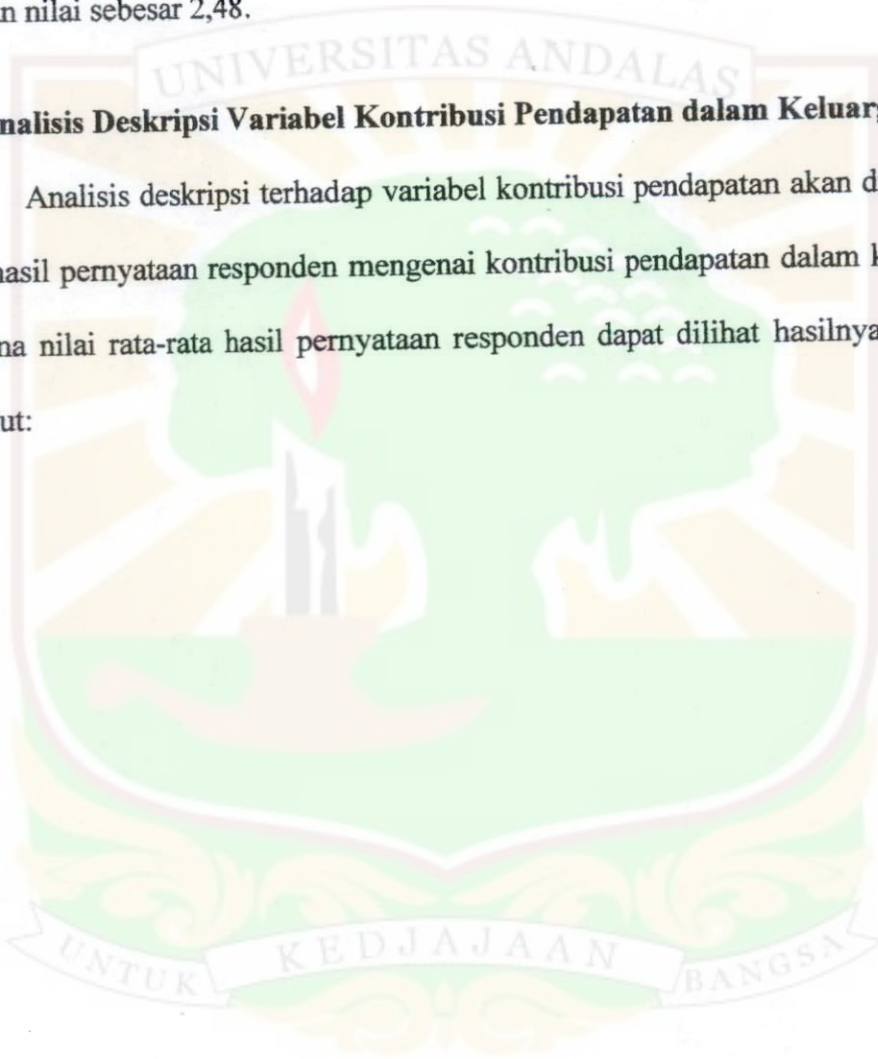 n nilai sebesar 2,48.
UNIVERSITAS ANDALAS
nalisis Deskripsi Variabel Kontribusi Pendapatan dalam Keluar
Analisis deskripsi terhadap variabel kontribusi pendapatan akan d
hasil pernyataan responden mengenai kontribusi pendapatan dalam k
na nilai rata-rata hasil pernyataan responden dapat dilihat hasilnya
ut:
UNTUK KEDJAJAAN BANGSA